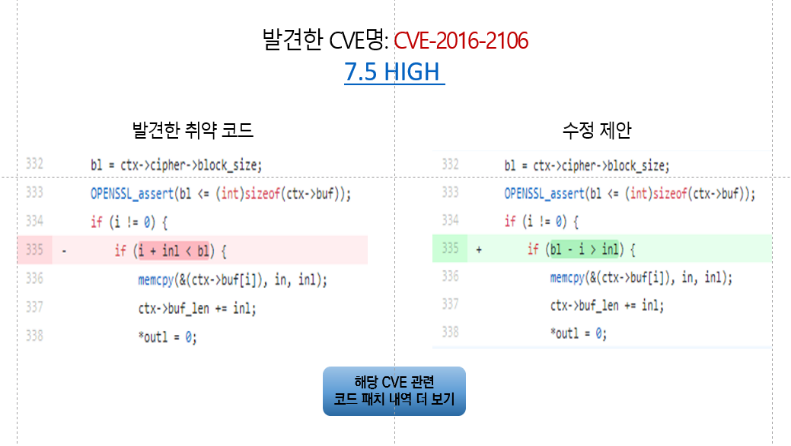 발견한 CVE명: CVE-2016-2106
7.5 HIGH
발견한 취약 코드
332 bl = ctx->cipher->block_size;
333 OPENSSL_assert(bl <= (int)sizeof(ctx->buf));
334 if (i != 0) {
335 - if (i + inl < bl) {
336 memcpy(&(ctx->buf[i]), in, inl);
337 ctx->buf_len += inl;
338 *outl = 0;
수정 제안
332 bl = ctx->cipher->block_size;
333 OPENSSL_assert(bl <= (int)sizeof(ctx->buf));
334 if (i != 0) {
335 + if (bl - i > inl) {
336 memcpy(&(ctx->buf[i]), in, inl);
337 ctx->buf_len += inl;
338 *outl = 0;
해당 CVE 관련
코드 패치 내역 더 보기